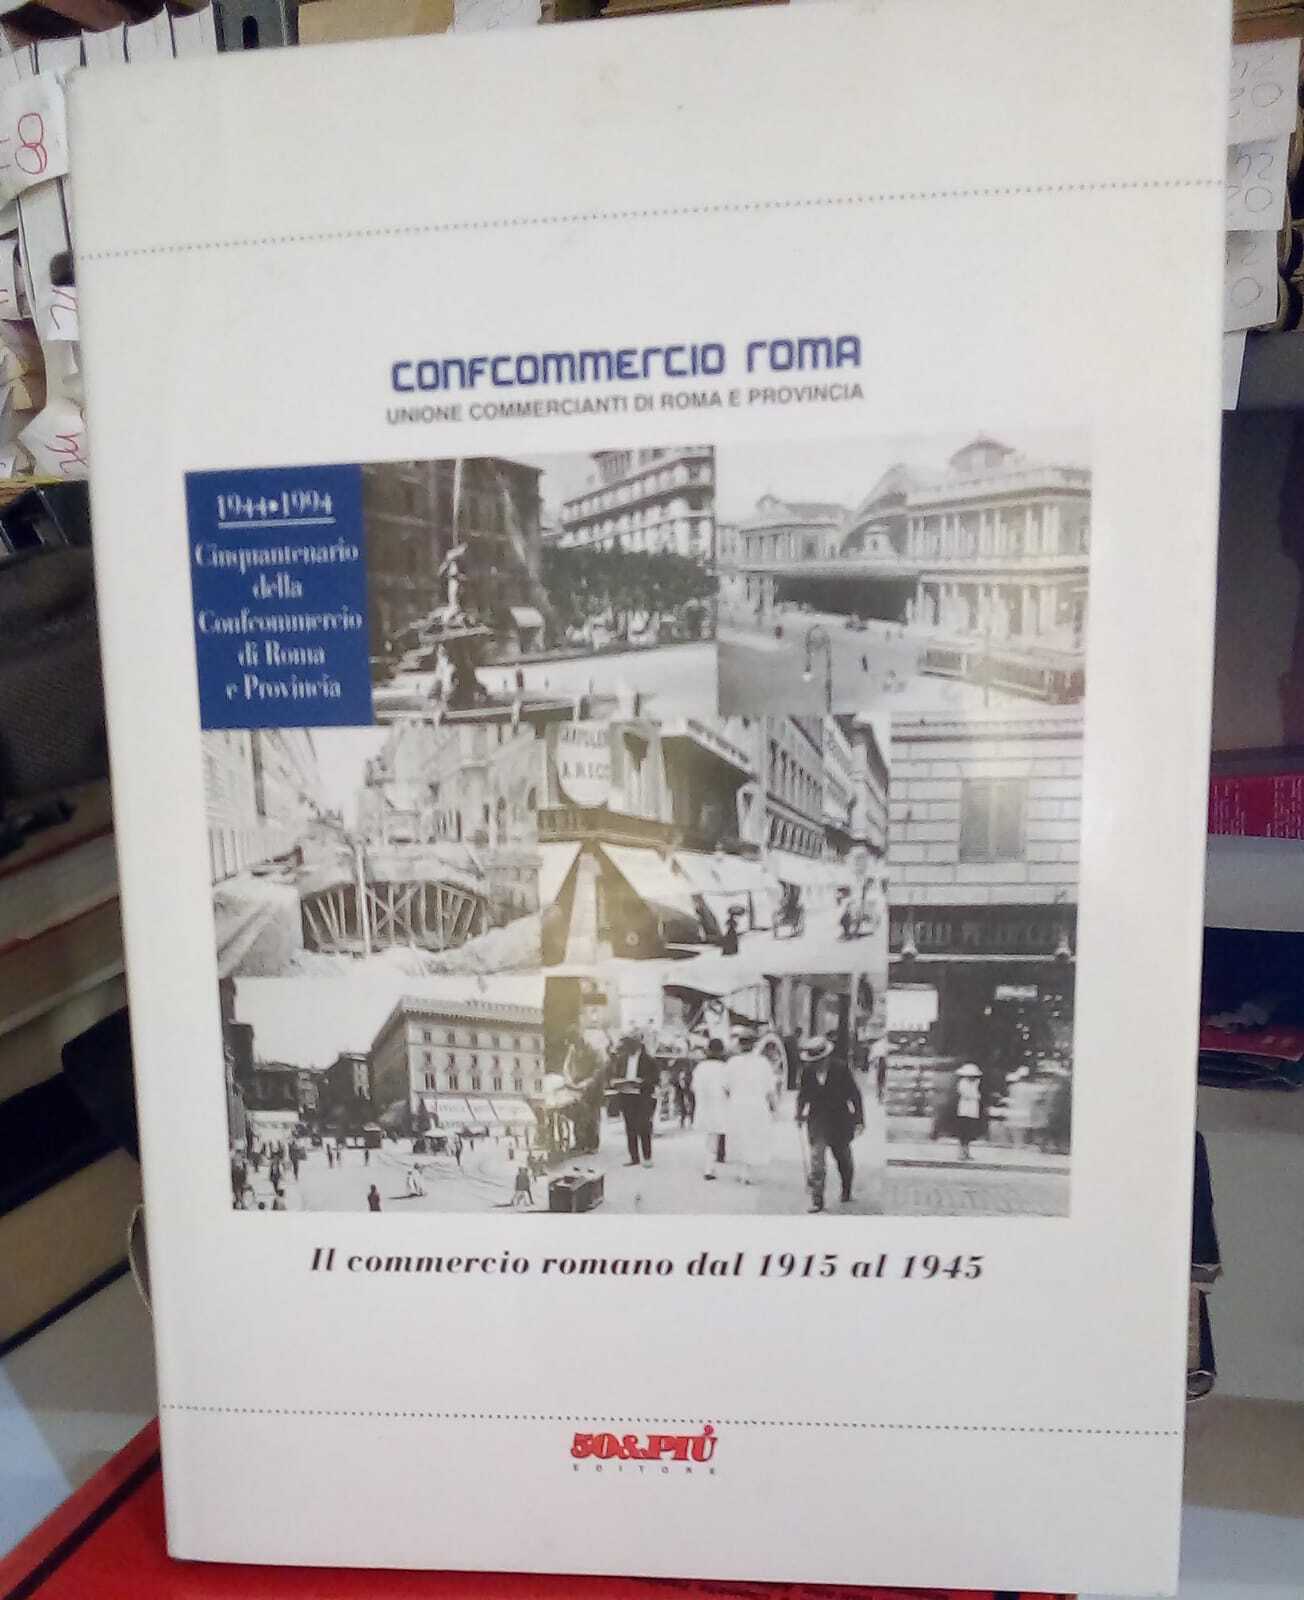 CONFCOMMERCIO ROMA
UNIONE COMMERCIANTI DI ROMA E PROVINCIA
1944•1994
Cinquantenario
della
Confcommercio
di Roma
e Provincia
Il commercio romano dal 1915 al 1945
50&PIÙ
EDITORE